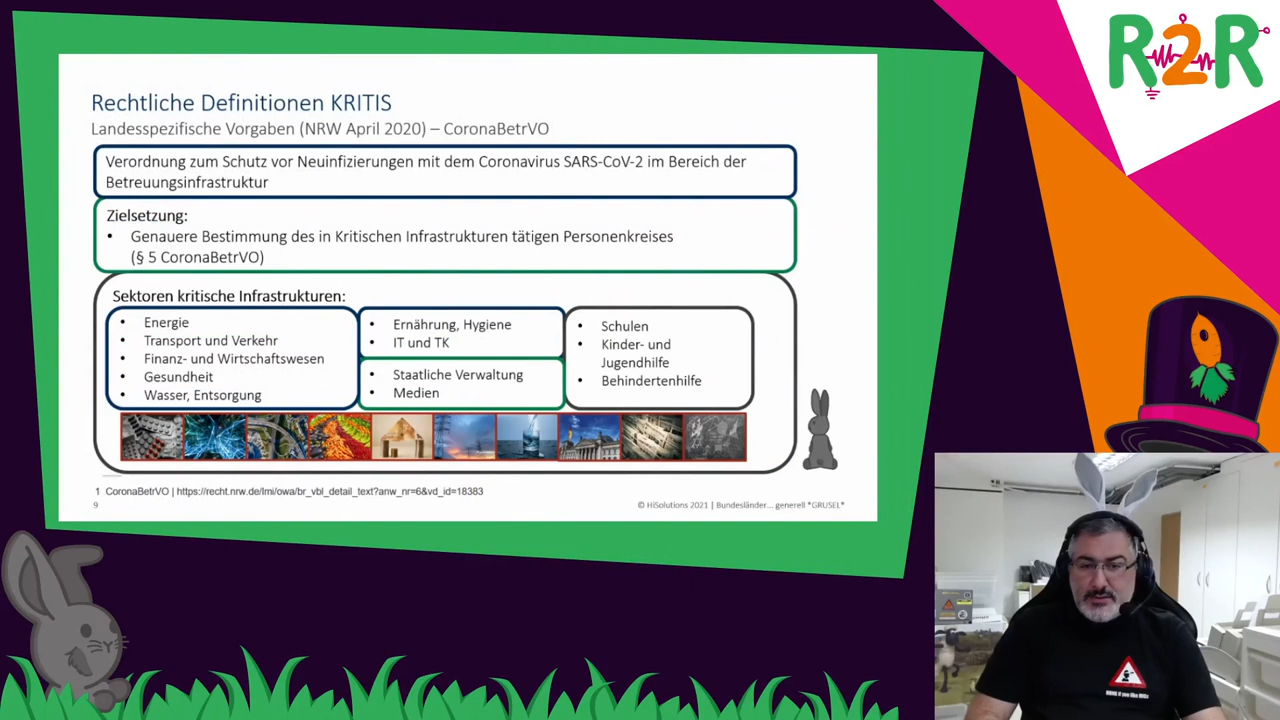 R2R
Rechtliche Definitionen KRITIS
Landesspezifische Vorgaben (NRW April 2020) – CoronaBetrVO
Verordnung zum Schutz vor Neuinfizierungen mit dem Coronavirus SARS-CoV-2 im Bereich der
Betreuungsinfrastruktur
Zielsetzung:
• Genauere Bestimmung des in Kritischen Infrastrukturen tätigen Personenkreises
(§ 5 CoronaBetrVO)
Sektoren kritische Infrastrukturen:
• Energie
• Transport und Verkehr
• Finanz- und Wirtschaftswesen
• Gesundheit
• Wasser, Entsorgung
• Ernährung, Hygiene
• IT und TK
• Staatliche Verwaltung
• Medien
• Schulen
• Kinder- und
Jugendhilfe
• Behindertenhilfe
1 CoronaBetrVO | https://recht.nrw.de/lmi/owa/br_vbl_detail_text?anw_nr=6&vd_id=18383
9
© HiSolutions 2021 | Bundesländer... generell *GRUSEL*